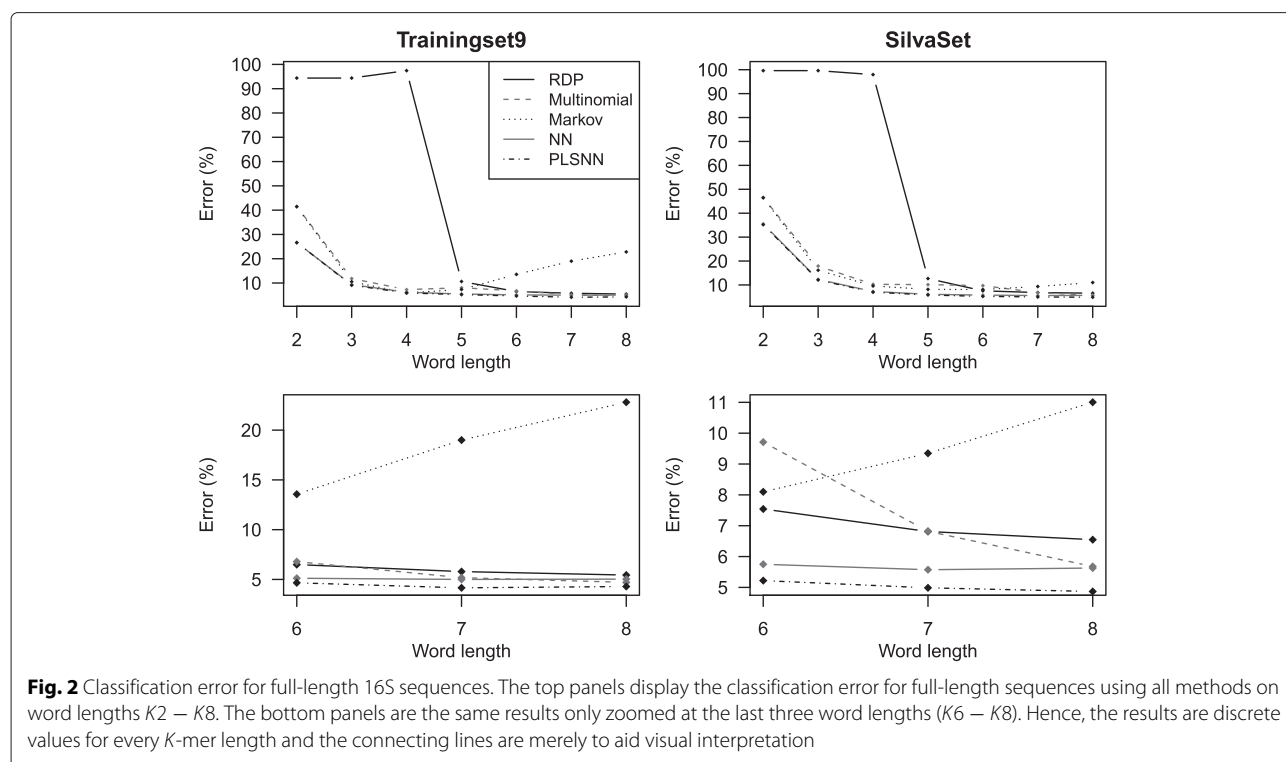 Trainingset9
100
90
80
70
60
50
40
30
20
10
Error (%)
RDP
Multinomial
Markov
NN
PLSNN
2 3 4 5 6 7 8
Word length
SilvaSet
100
90
80
70
60
50
40
30
20
10
Error (%)
2 3 4 5 6 7 8
Word length
20
15
10
5
Error (%)
6 7 8
Word length
11
10
9
8
7
6
5
Error (%)
6 7 8
Word length
Fig. 2 Classification error for full-length 16S sequences. The top panels display the classification error for full-length sequences using all methods on
word lengths K2 − K8. The bottom panels are the same results only zoomed at the last three word lengths (K6 − K8). Hence, the results are discrete
values for every K-mer length and the connecting lines are merely to aid visual interpretation